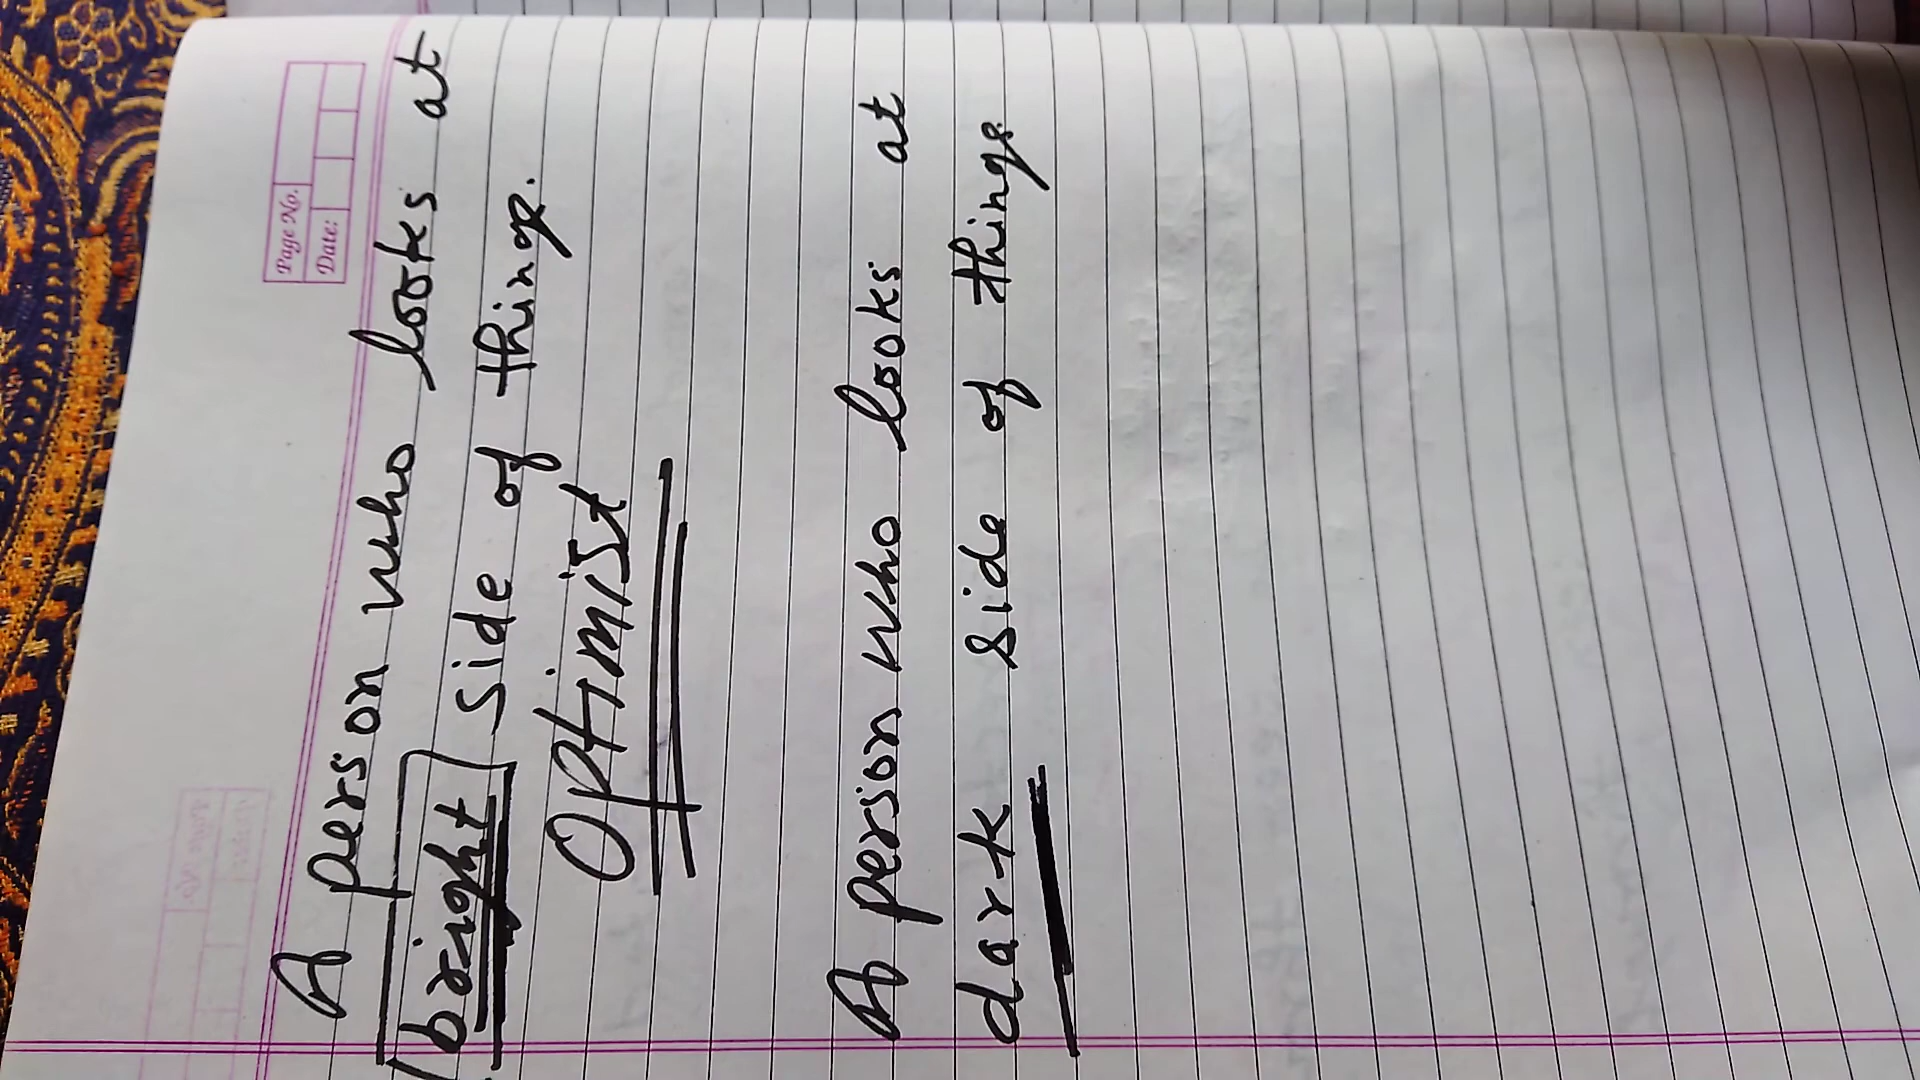 Page No.
Date:
A person who looks at
bright side of things.
Optimist
A person who looks at
dark side of things.